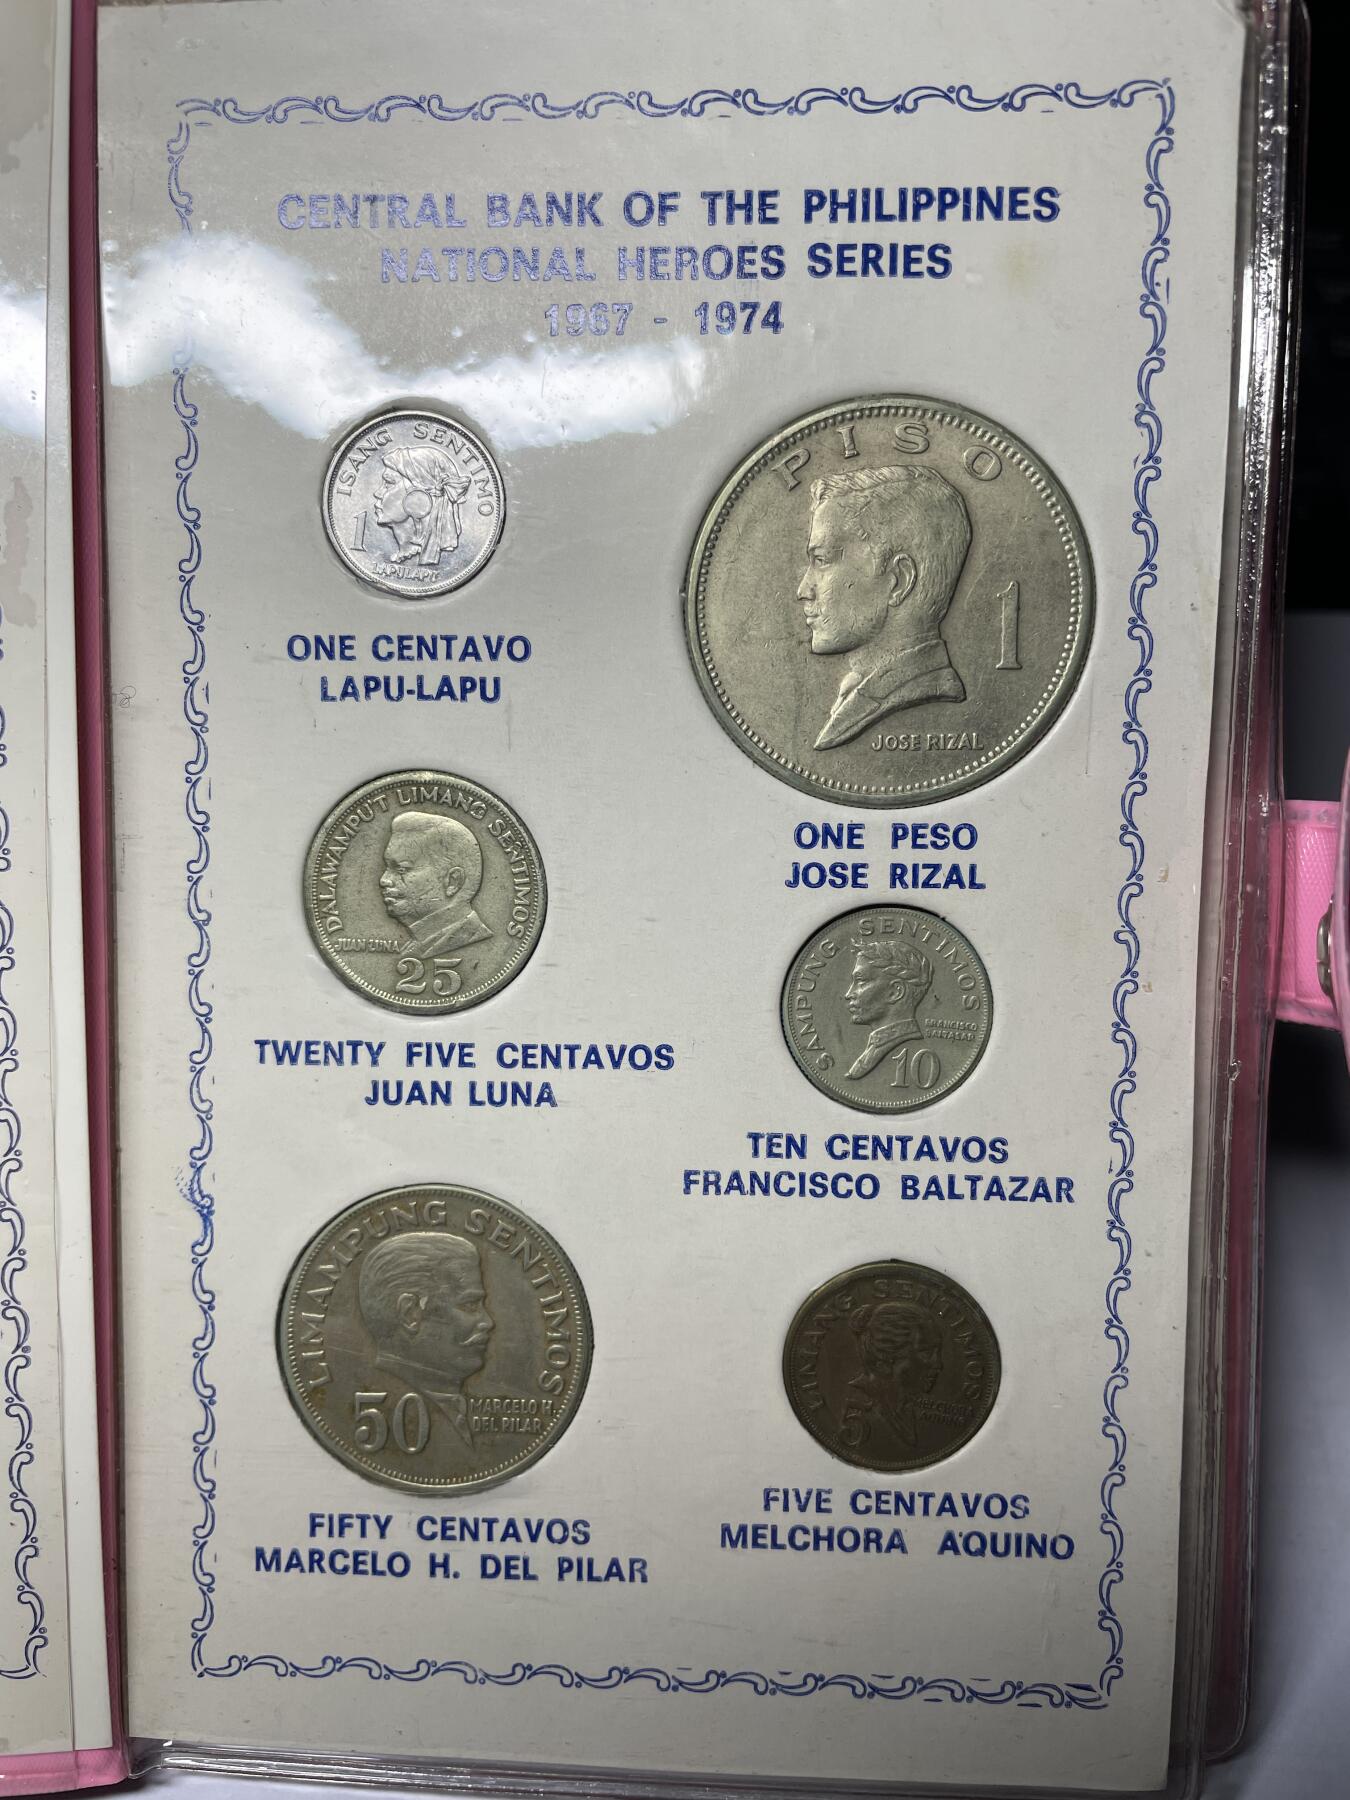 CENTRAL BANK OF THE PHILIPPINES
NATIONAL HEROES SERIES
1967 - 1974
ISANG SENTIMO
1
LAPULAPU
ONE CENTAVO
LAPU-LAPU
PISO
1
JOSE RIZAL
ONE PESO
JOSE RIZAL
DALAWAMPU'T LIMANG SENTIMOS
JUAN LUNA
25
TWENTY FIVE CENTAVOS
JUAN LUNA
SAMPUNG SENTIMOS
FRANCISCO
BALTASAR
10
TEN CENTAVOS
FRANCISCO BALTAZAR
LIMAMPUNG SENTIMOS
50
MARCELO H.
DEL PILAR
FIFTY CENTAVOS
MARCELO H. DEL PILAR
LIMANG SENTIMOS
5
MELCHORA
AQUINO
FIVE CENTAVOS
MELCHORA AQUINO